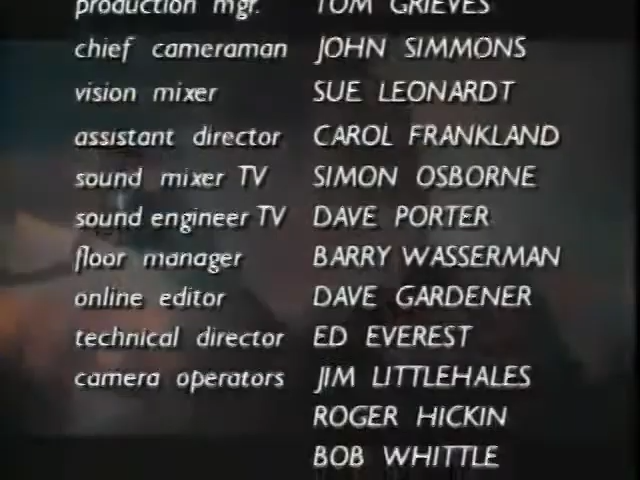 production mgr. TOM GRIEVES
chief cameraman JOHN SIMMONS
vision mixer SUE LEONARDT
assistant director CAROL FRANKLAND
sound mixer TV SIMON OSBORNE
sound engineer TV DAVE PORTER
floor manager BARRY WASSERMAN
online editor DAVE GARDENER
technical director ED EVEREST
camera operators JIM LITTLEHALES
ROGER HICKIN
BOB WHITTLE